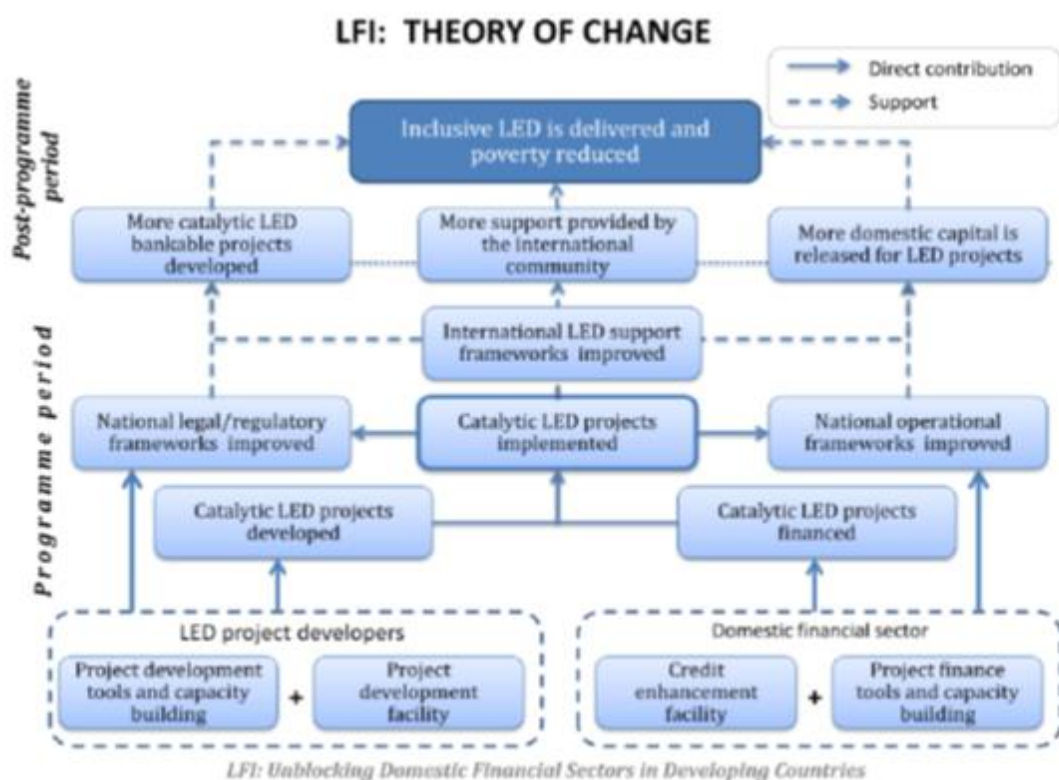 LFI: THEORY OF CHANGE
Direct contribution
Support
Post-programme
period
Inclusive LED is delivered and
poverty reduced
More catalytic LED
bankable projects
developed
More support provided by
the international
community
More domestic capital is
released for LED projects
Programme period
International LED support
frameworks improved
National legal/regulatory
frameworks improved
Catalytic LED projects
implemented
National operational
frameworks improved
Catalytic LED projects
developed
Catalytic LED projects
financed
LED project developers
Project development
tools and capacity
building
+
Project
development
facility
Domestic financial sector
Credit
enhancement
facility
+
Project finance
tools and capacity
building
LFI: Unblocking Domestic Financial Sectors in Developing Countries